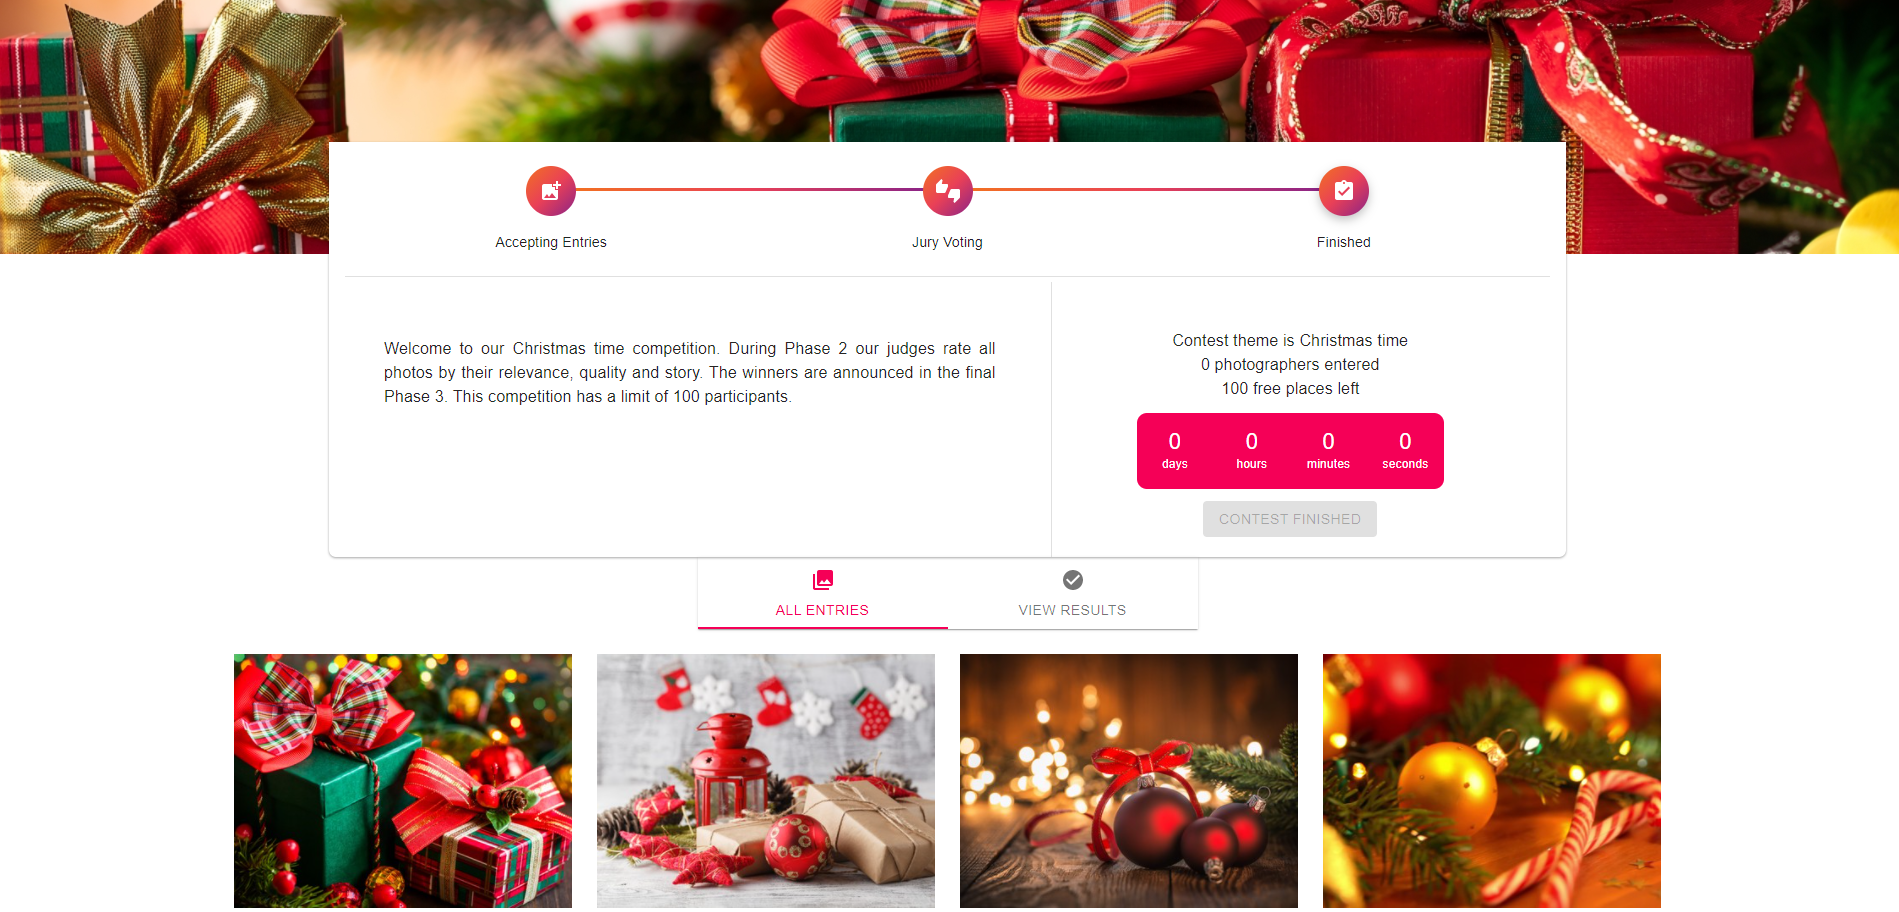 Accepting Entries
Jury Voting
Finished
Welcome to our Christmas time competition. During Phase 2 our judges rate all
photos by their relevance, quality and story. The winners are announced in the final
Phase 3. This competition has a limit of 100 participants.
Contest theme is Christmas time
0 photographers entered
100 free places left
0 0 0 0
days hours minutes seconds
CONTEST FINISHED
ALL ENTRIES
VIEW RESULTS